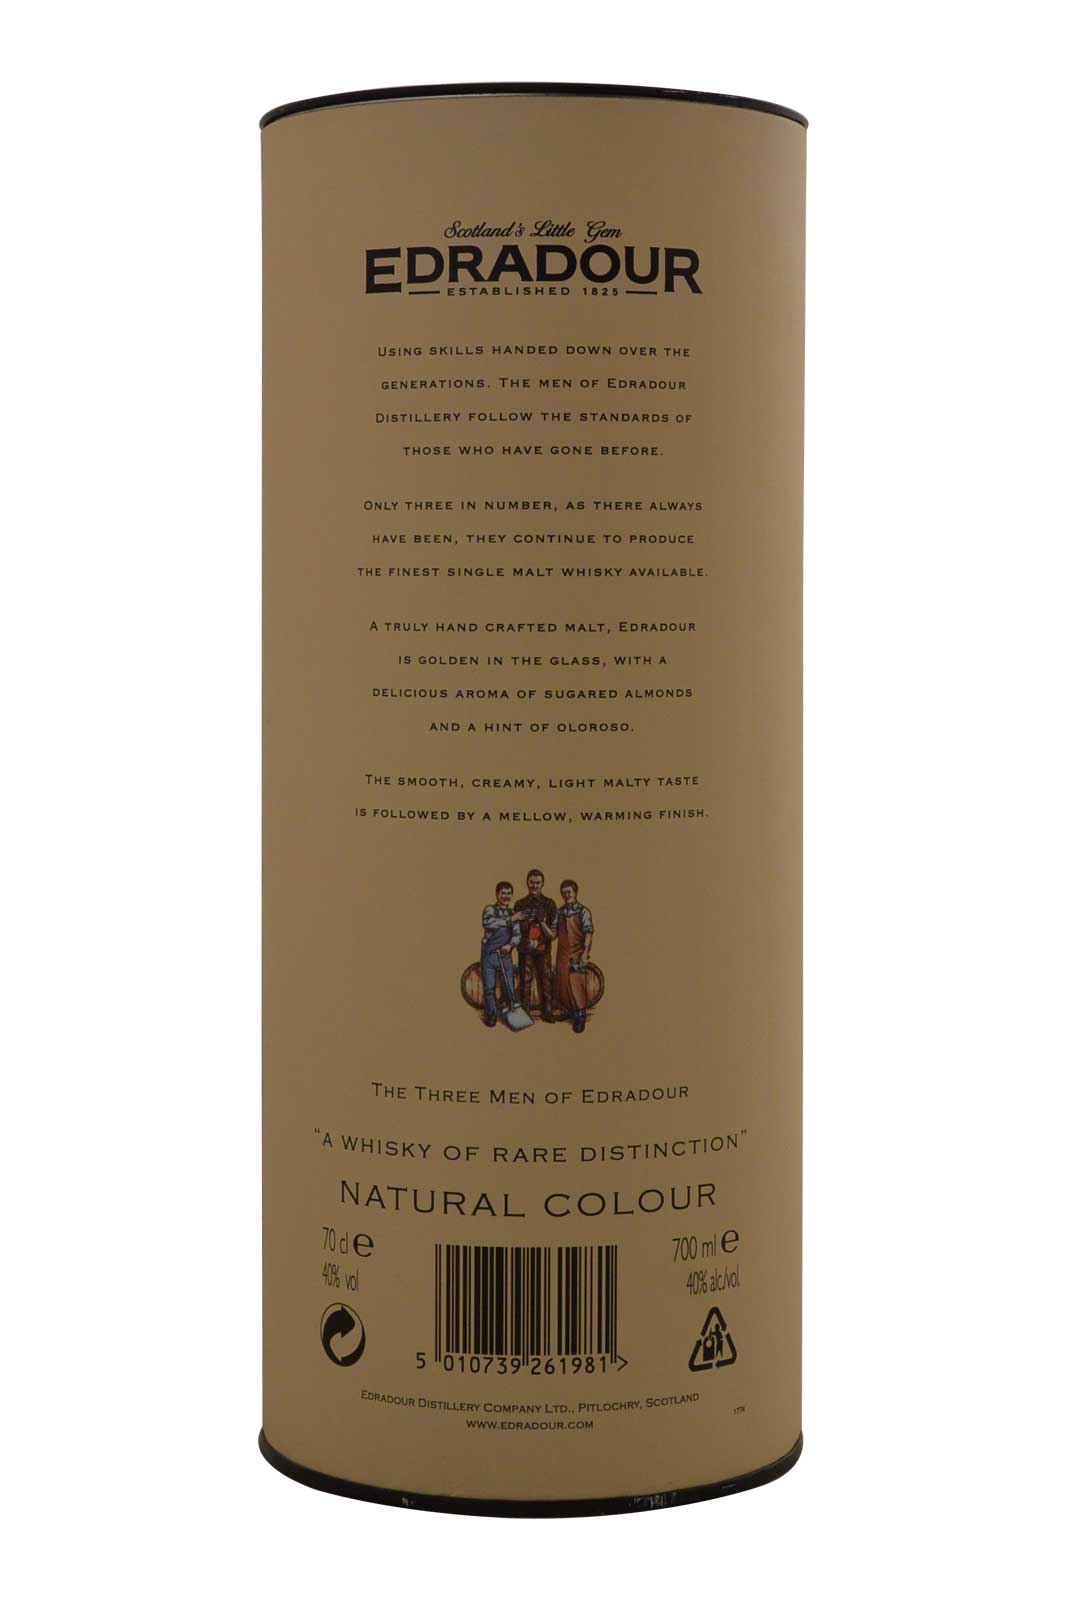 Scotland's Little Gem
EDRADOUR
ESTABLISHED 1825
USING SKILLS HANDED DOWN OVER THE
GENERATIONS. THE MEN OF EDRADOUR
DISTILLERY FOLLOW THE STANDARDS OF
THOSE WHO HAVE GONE BEFORE.
ONLY THREE IN NUMBER, AS THERE ALWAYS
HAVE BEEN, THEY CONTINUE TO PRODUCE
THE FINEST SINGLE MALT WHISKY AVAILABLE.
A TRULY HAND CRAFTED MALT, EDRADOUR
IS GOLDEN IN THE GLASS, WITH A
DELICIOUS AROMA OF SUGARED ALMONDS
AND A HINT OF OLOROSO.
THE SMOOTH, CREAMY, LIGHT MALTY TASTE
IS FOLLOWED BY A MELLOW, WARMING FINISH.
THE THREE MEN OF EDRADOUR
"A WHISKY OF RARE DISTINCTION"
NATURAL COLOUR
70 cl e
40% vol
700 ml e
40% alc/vol.
5 010739 261981 >
EDRADOUR DISTILLERY COMPANY LTD., PITLOCHRY, SCOTLAND
WWW.EDRADOUR.COM
1774